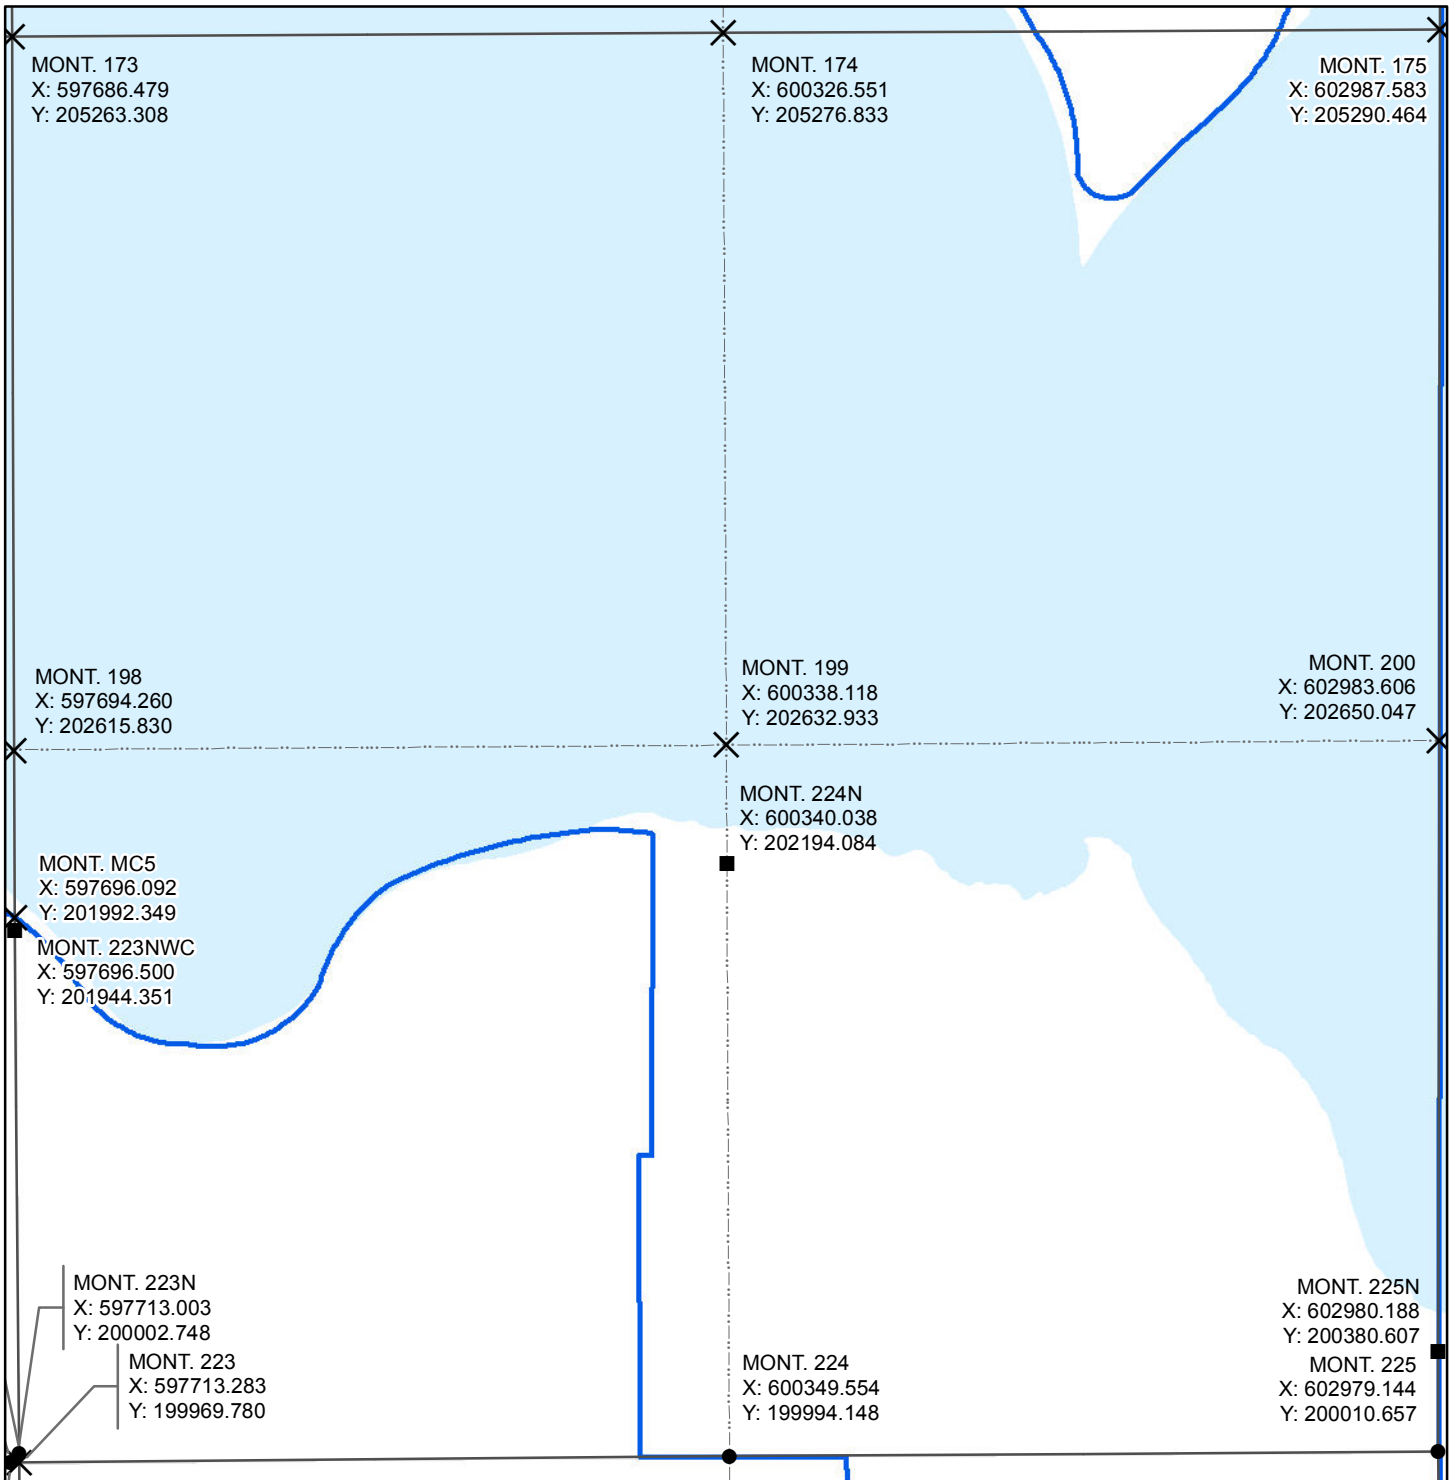 MONT. 173
X: 597686.479
Y: 205263.308
MONT. 174
X: 600326.551
Y: 205276.833
MONT. 175
X: 602987.583
Y: 205290.464
MONT. 198
X: 597694.260
Y: 202615.830
MONT. 199
X: 600338.118
Y: 202632.933
MONT. 200
X: 602983.606
Y: 202650.047
MONT. 224N
X: 600340.038
Y: 202194.084
MONT. MC5
X: 597696.092
Y: 201992.349
MONT. 223NWC
X: 597696.500
Y: 201944.351
MONT. 223N
X: 597713.003
Y: 200002.748
MONT. 223
X: 597713.283
Y: 199969.780
MONT. 224
X: 600349.554
Y: 199994.148
MONT. 225N
X: 602980.188
Y: 200380.607
MONT. 225
X: 602979.144
Y: 200010.657